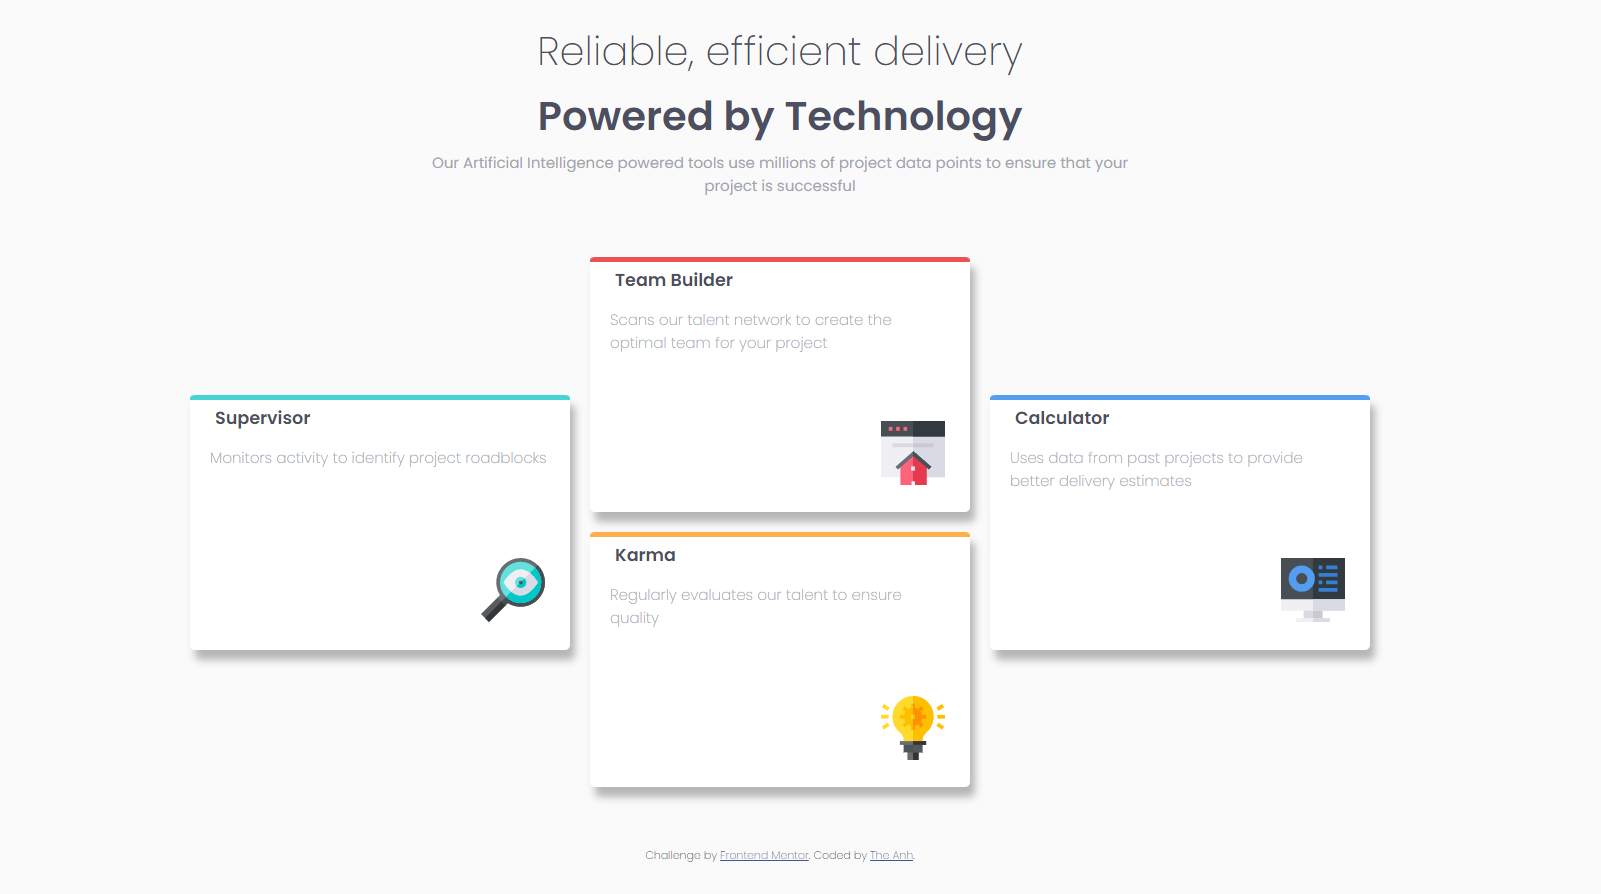 Reliable, efficient delivery
Powered by Technology
Our Artificial Intelligence powered tools use millions of project data points to ensure that your
project is successful
Team Builder
Scans our talent network to create the
optimal team for your project
Supervisor
Monitors activity to identify project roadblocks
Calculator
Uses data from past projects to provide
better delivery estimates
Karma
Regularly evaluates our talent to ensure
quality
Challenge by Frontend Mentor. Coded by The Anh.